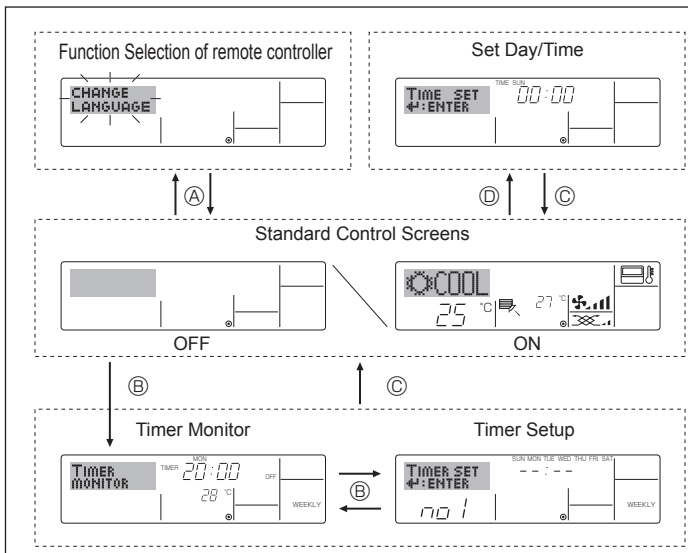 Function Selection of remote controller
CHANGE
LANGUAGE
Set Day/Time
TIME SUN
TIME SET
↵:ENTER
00:00
Ⓐ
Ⓓ
Ⓒ
Standard Control Screens
COOL
25 °C
27 °C
OFF
ON
Ⓑ
Ⓒ
Timer Monitor
MON
TIMER
MONITOR
TIMER 20:00 OFF
28 °C
WEEKLY
Ⓑ
Timer Setup
SUN MON TUE WED THU FRI SAT
TIMER SET
↵:ENTER
--:--
no 1
WEEKLY